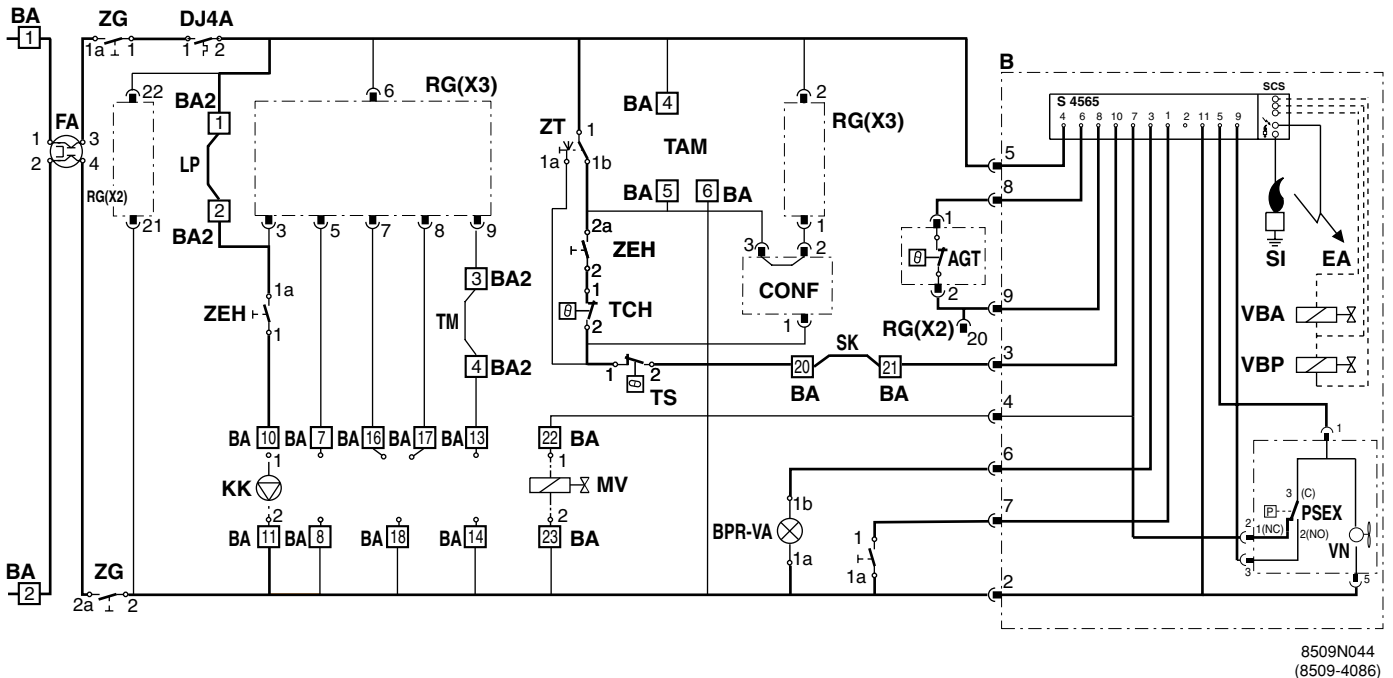 BA ZG DJ4A
1 1a 1 1 2
B
22 6 2 SCS
RG(X3) BA 4 S 4565
BA2 4 6 8 10 7 3 1 2 11 5 9
FA 1 ZT 1 TAM RG(X3)
1 3
2 4 LP 1a 1b 5
RG(X2) BA 5 6 BA 8
2 1
21 BA2 3 5 7 8 9 2a 1 3 2
ZEH AGT
3 BA2 2 CONF SI EA
1a 1 2 9
ZEH TM TCH RG(X2) VBA
1 2 1 20
SK 3
4 BA2 1 2 20 21 VBP
TS BA BA
4
BA 10 BA 7 BA 16 BA 17 BA 13 22 BA 1
1 1 6
KK MV 1b 3 (C)
7 P PSEX
2 2 BPR-VA 1 2 1(NC)
BA 11 BA 8 BA 18 BA 14 23 BA 2(NO) VN
1a 1a 3
BA ZG 5
2 2a 2 2
8509N044
(8509-4086)